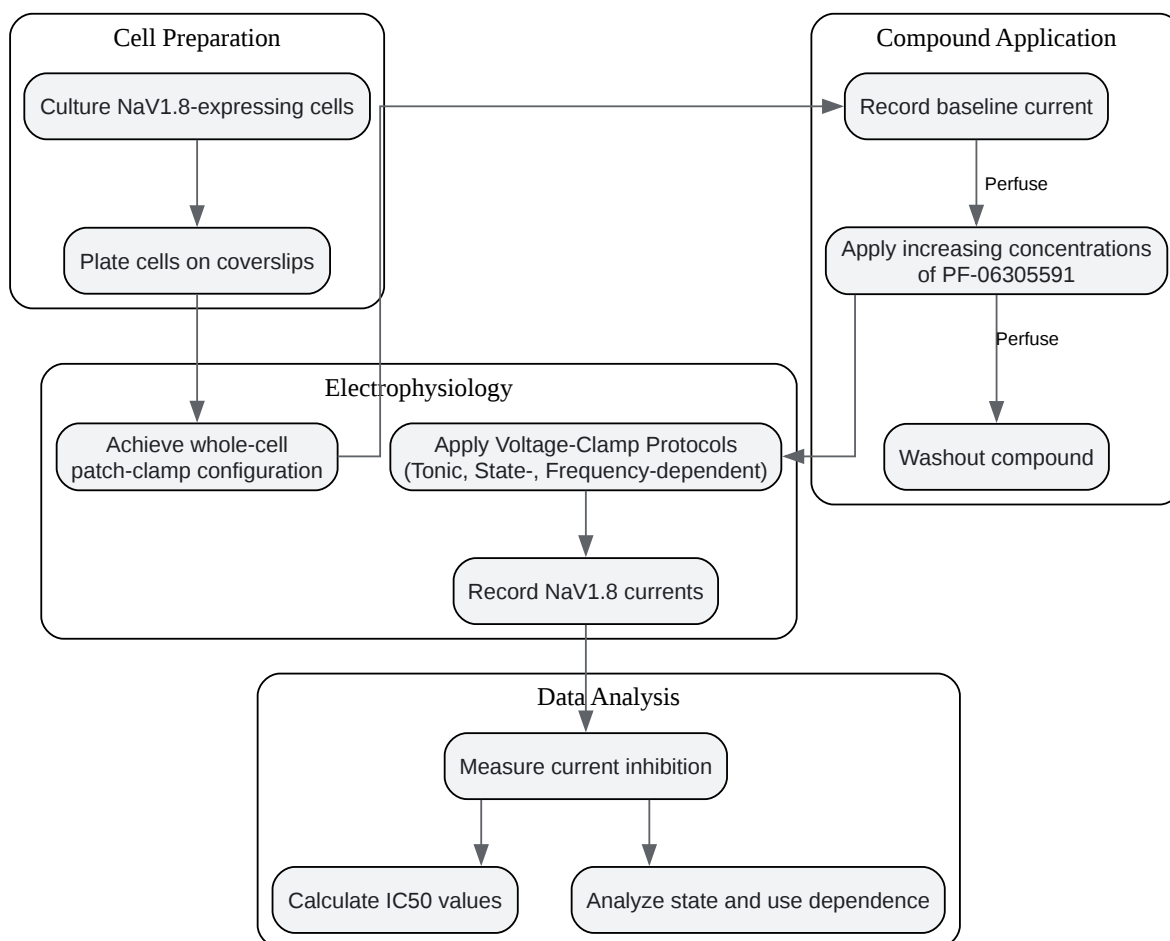 Cell Preparation
Culture NaV1.8-expressing cells
Plate cells on coverslips
Compound Application
Record baseline current
Perfuse
Apply increasing concentrations
of PF-06305591
Perfuse
Washout compound
Electrophysiology
Achieve whole-cell
patch-clamp configuration
Apply Voltage-Clamp Protocols
(Tonic, State-, Frequency-dependent)
Record NaV1.8 currents
Data Analysis
Measure current inhibition
Calculate IC50 values
Analyze state and use dependence